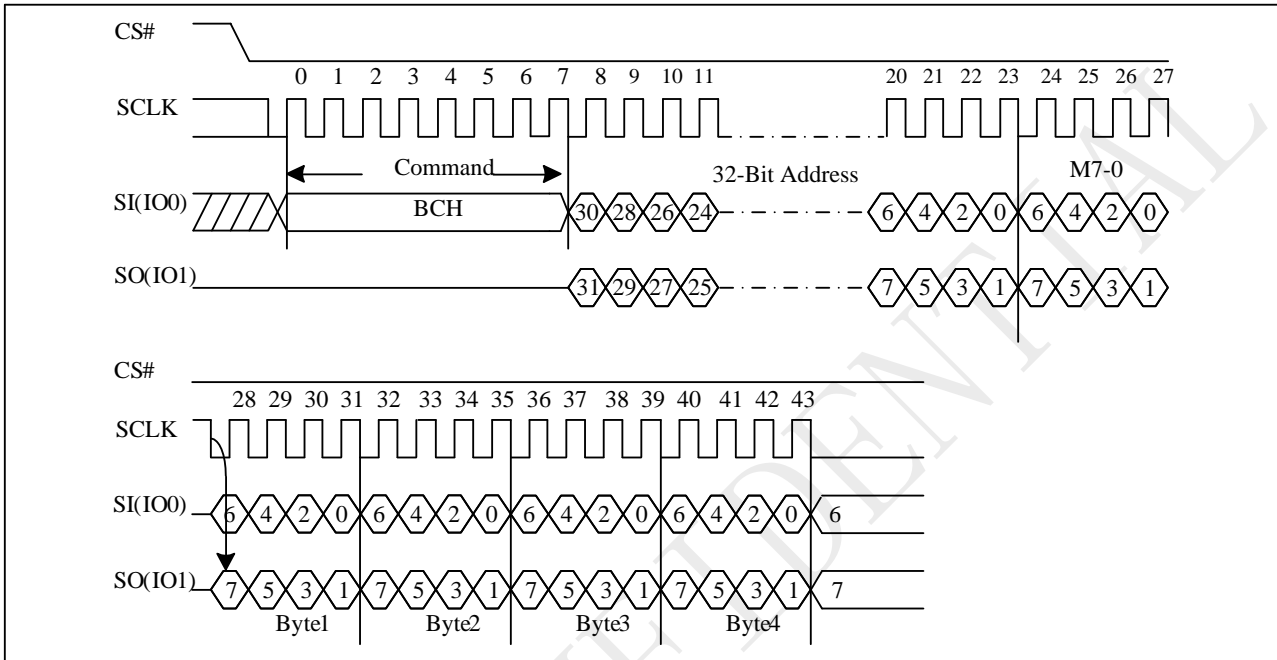 CS#
0 1 2 3 4 5 6 7 8 9 10 11 20 21 22 23 24 25 26 27
SCLK
Command 32-Bit Address M7-0
SI(IO0) BCH 30 28 26 24 6 4 2 0 6 4 2 0
SO(IO1) 31 29 27 25 7 5 3 1 7 5 3 1
CS#
28 29 30 31 32 33 34 35 36 37 38 39 40 41 42 43
SCLK
SI(IO0) 6 4 2 0 6 4 2 0 6 4 2 0 6 4 2 0 6
SO(IO1) 7 5 3 1 7 5 3 1 7 5 3 1 7 5 3 1 7
Byte1 Byte2 Byte3 Byte4